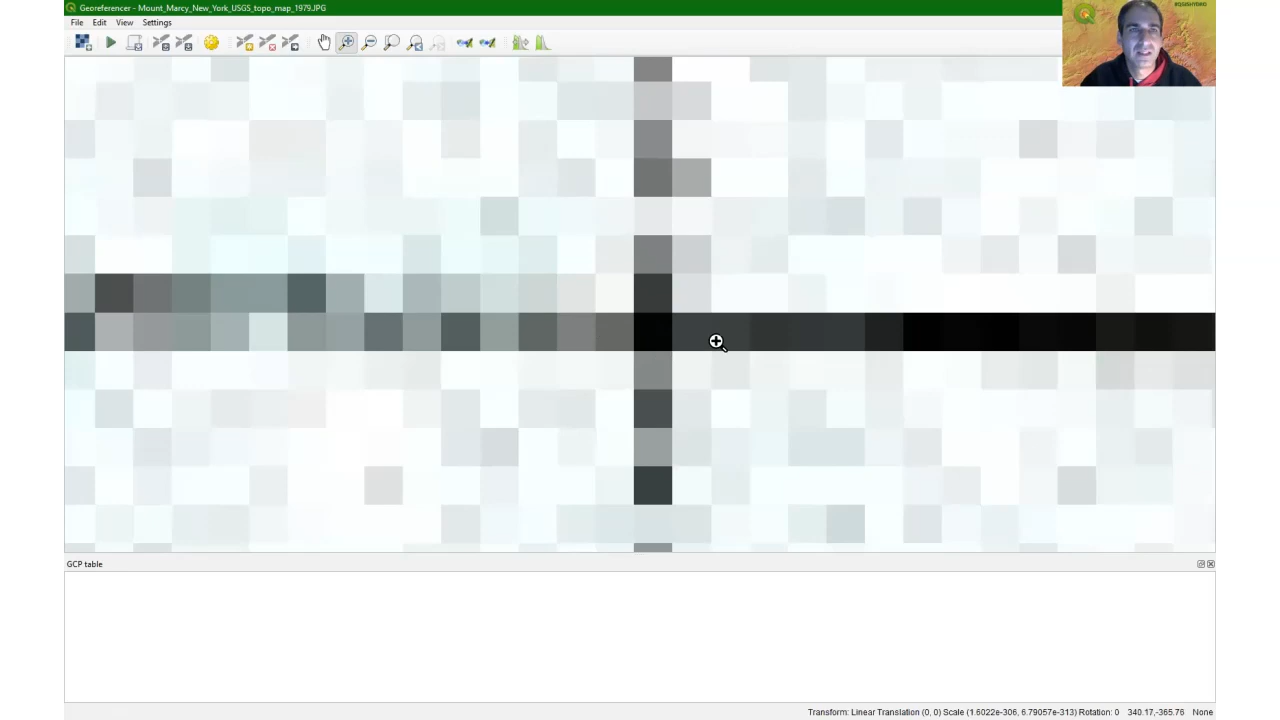 Georeferencer - Mount_Marcy_New_York_USGS_topo_map_1979.JPG
File Edit View Settings
#QGISHYDRO
GCP table
Transform: Linear Translation (0, 0) Scale (1.6022e-306, 6.79057e-313) Rotation: 0 340.17,-365.76 None